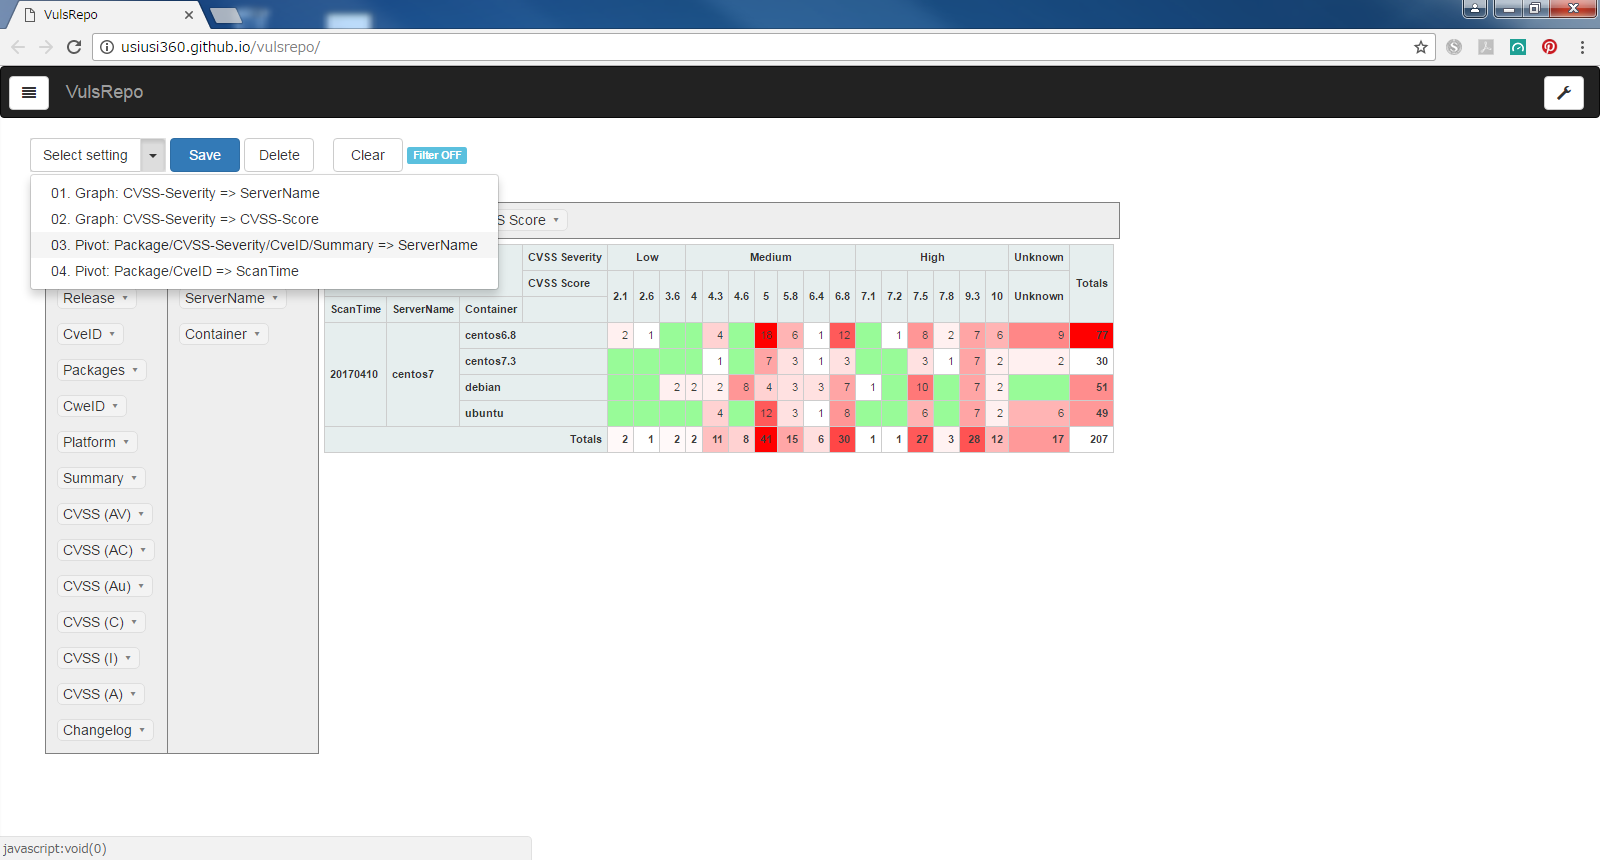 VulsRepo
usiusi360.github.io/vulsrepo/
VulsRepo
Select setting Save Delete Clear Filter OFF
01. Graph: CVSS-Severity => ServerName
02. Graph: CVSS-Severity => CVSS-Score
03. Pivot: Package/CVSS-Severity/CveID/Summary => ServerName
04. Pivot: Package/CveID => ScanTime
S Score
CVSS Severity Low Medium High Unknown Totals
CVSS Score 2.1 2.6 3.6 4 4.3 4.6 5 5.8 6.4 6.8 7.1 7.2 7.5 7.8 9.3 10 Unknown
ScanTime ServerName Container
20170410 centos7 centos6.8 2 1 4 6 1 12 1 8 2 7 6 9 77
centos7.3 1 7 3 1 3 3 1 7 2 2 30
debian 2 2 2 8 4 3 3 7 1 10 7 2 51
ubuntu 4 12 3 1 8 6 7 2 6 49
Totals 2 1 2 2 11 8 41 15 6 30 1 1 27 3 28 12 17 207
Release
CveID
Packages
CweID
Platform
Summary
CVSS (AV)
CVSS (AC)
CVSS (Au)
CVSS (C)
CVSS (I)
CVSS (A)
Changelog
ServerName
Container
javascript:void(0)